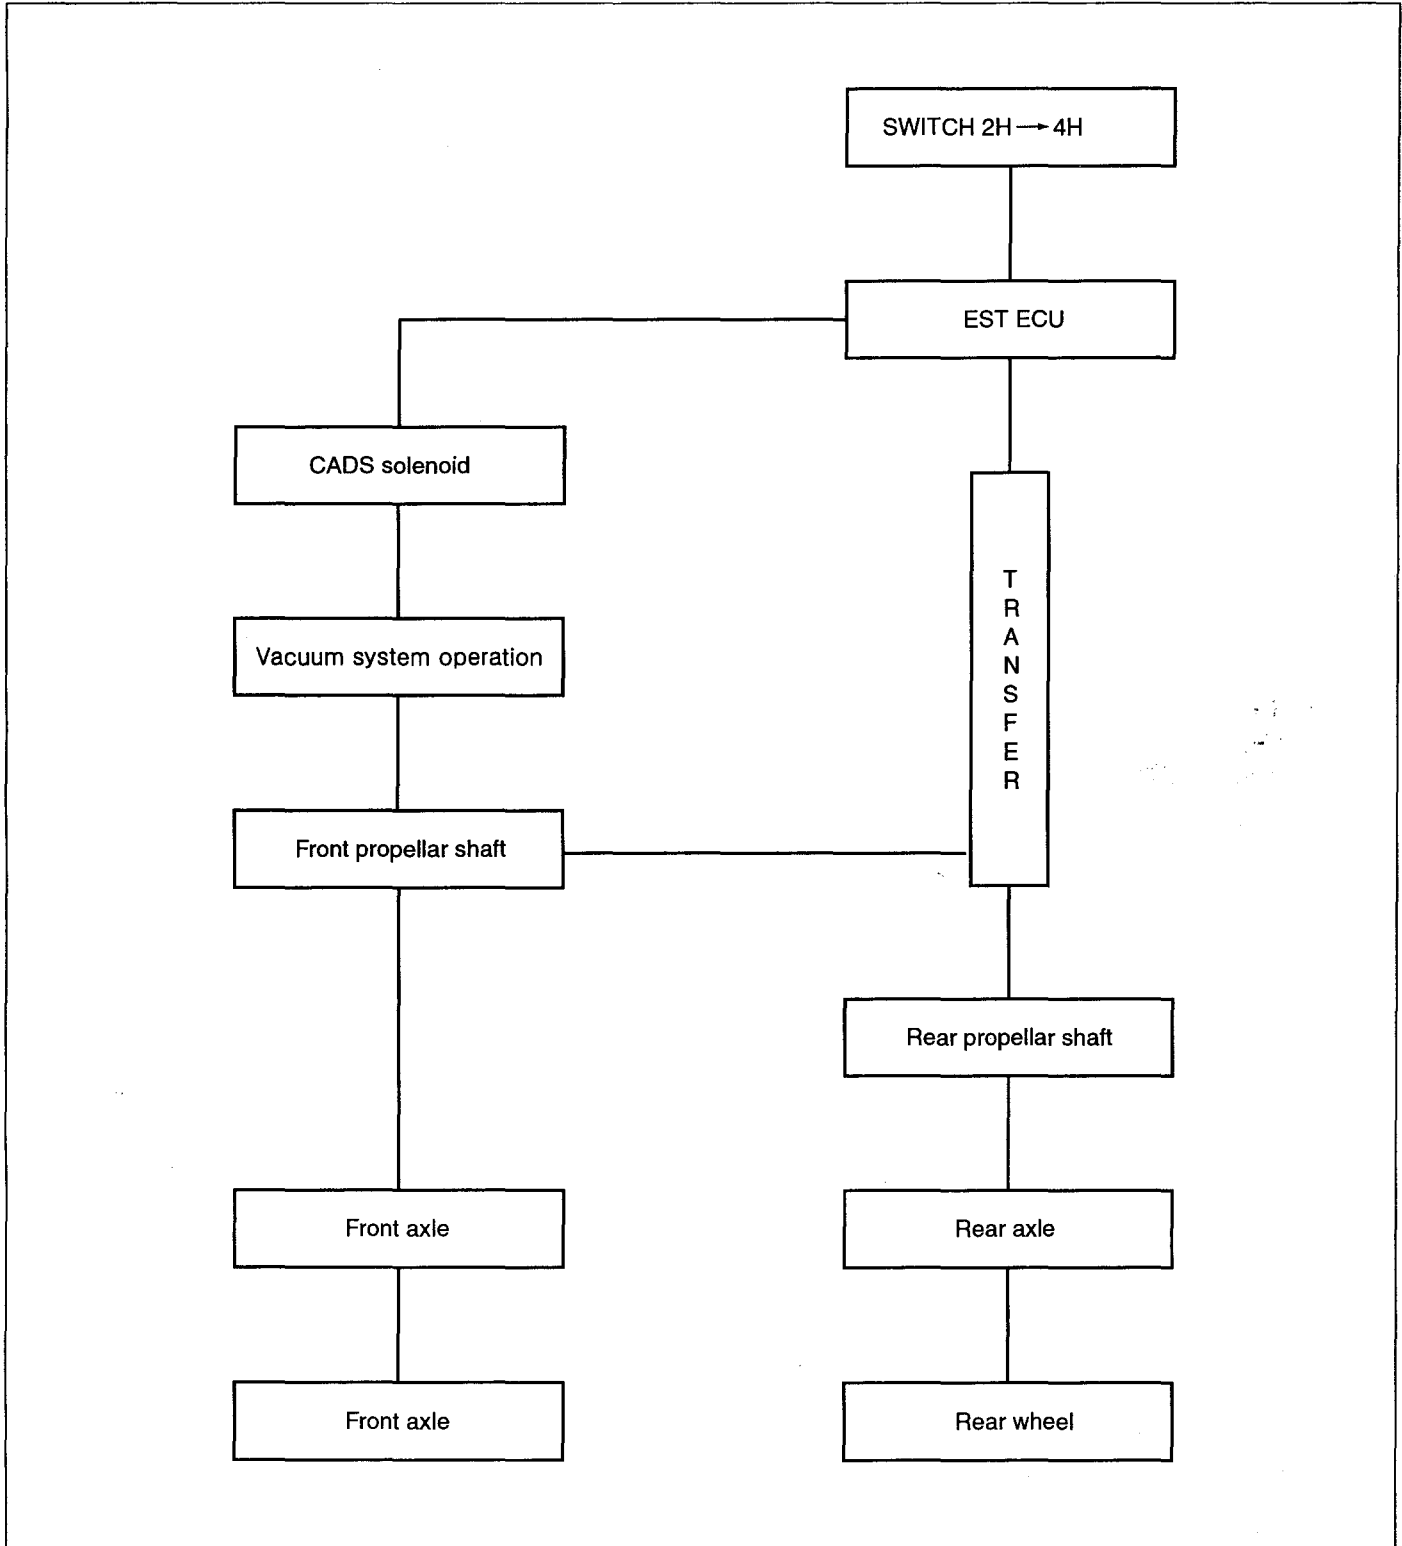 SWITCH 2H → 4H
EST ECU
CADS solenoid
TRANSFER
Vacuum system operation
Front propellar shaft
Rear propellar shaft
Front axle
Rear axle
Front axle
Rear wheel